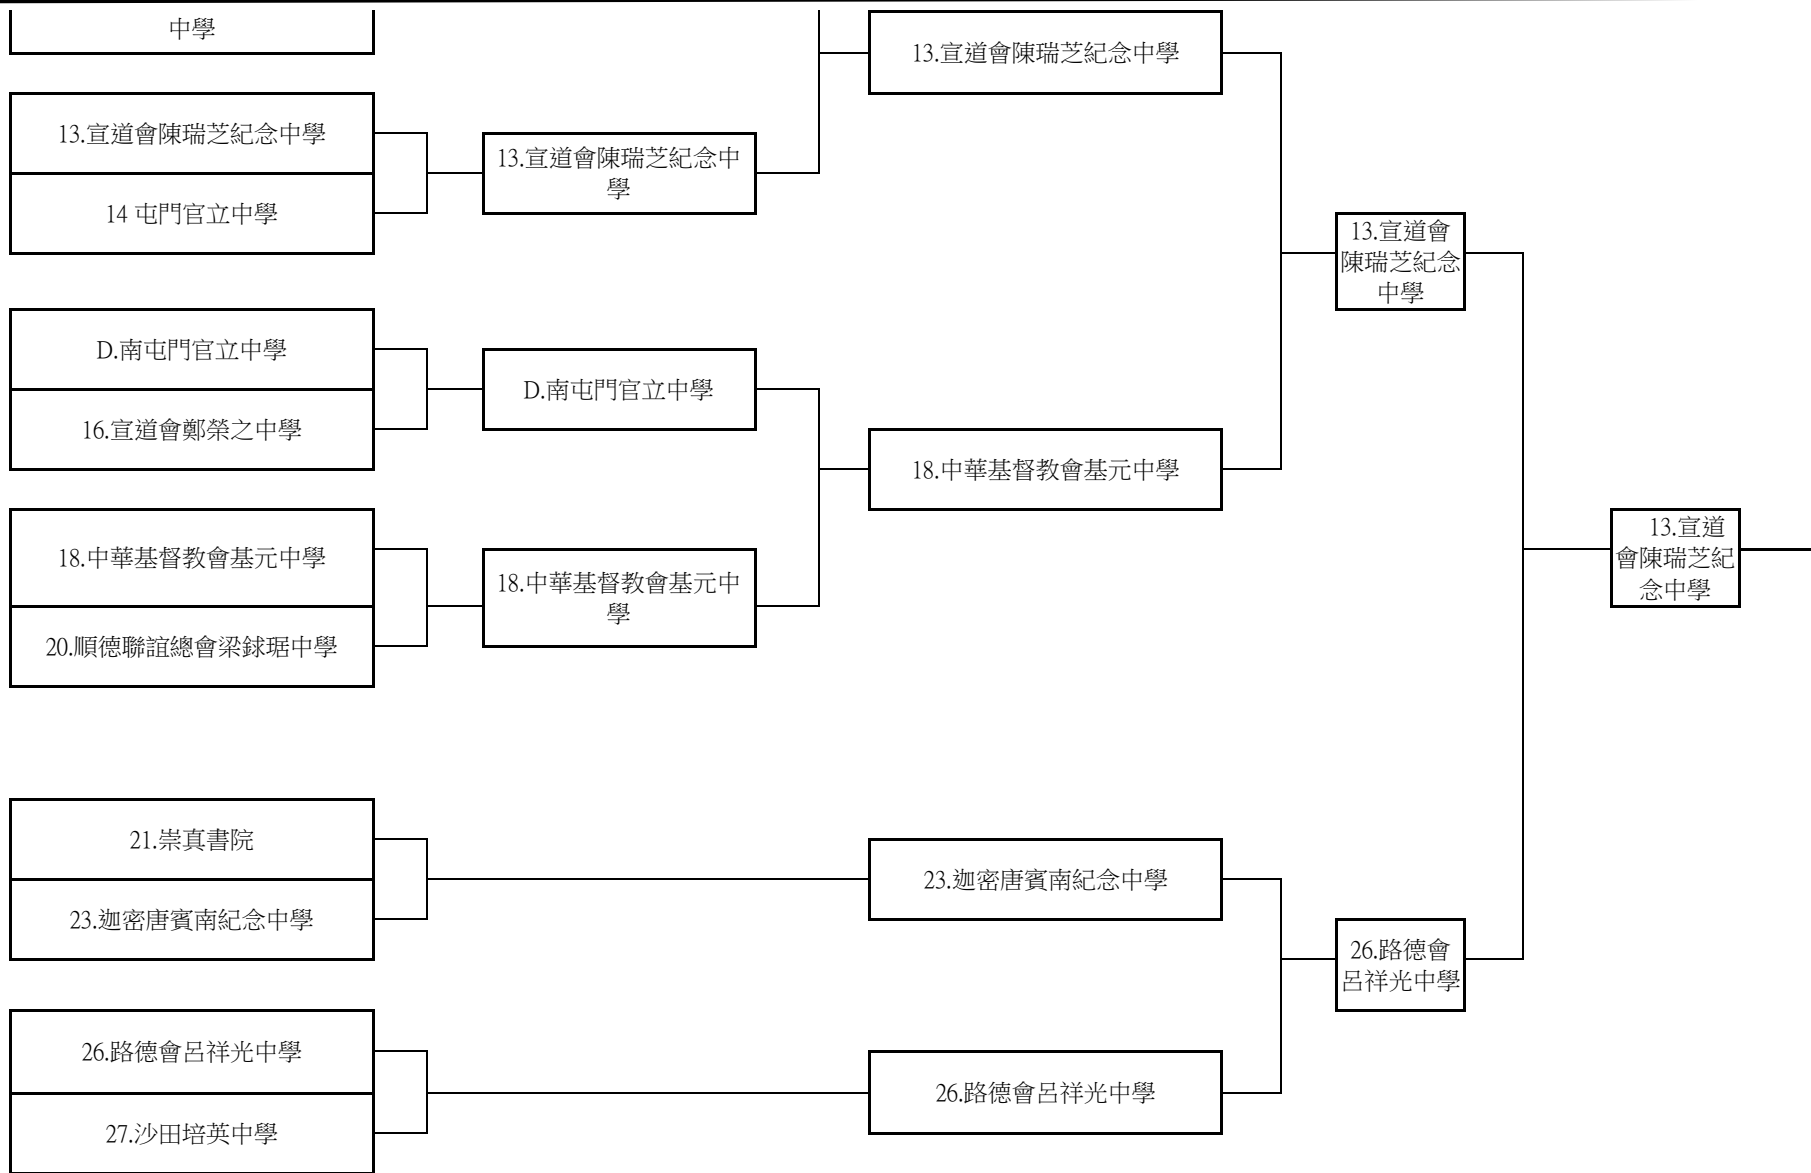 中學
13.宣道會陳瑞芝紀念中學
14 屯門官立中學
D.南屯門官立中學
16.宣道會鄭榮之中學
18.中華基督教會基元中學
20.順德聯誼總會梁銶琚中學
21.崇真書院
23.迦密唐賓南紀念中學
26.路德會呂祥光中學
27.沙田培英中學
13.宣道會陳瑞芝紀念中
學
D.南屯門官立中學
18.中華基督教會基元中
學
13.宣道會陳瑞芝紀念中學
18.中華基督教會基元中學
23.迦密唐賓南紀念中學
26.路德會呂祥光中學
13.宣道會
陳瑞芝紀念
中學
26.路德會
呂祥光中學
13.宣道
會陳瑞芝紀
念中學